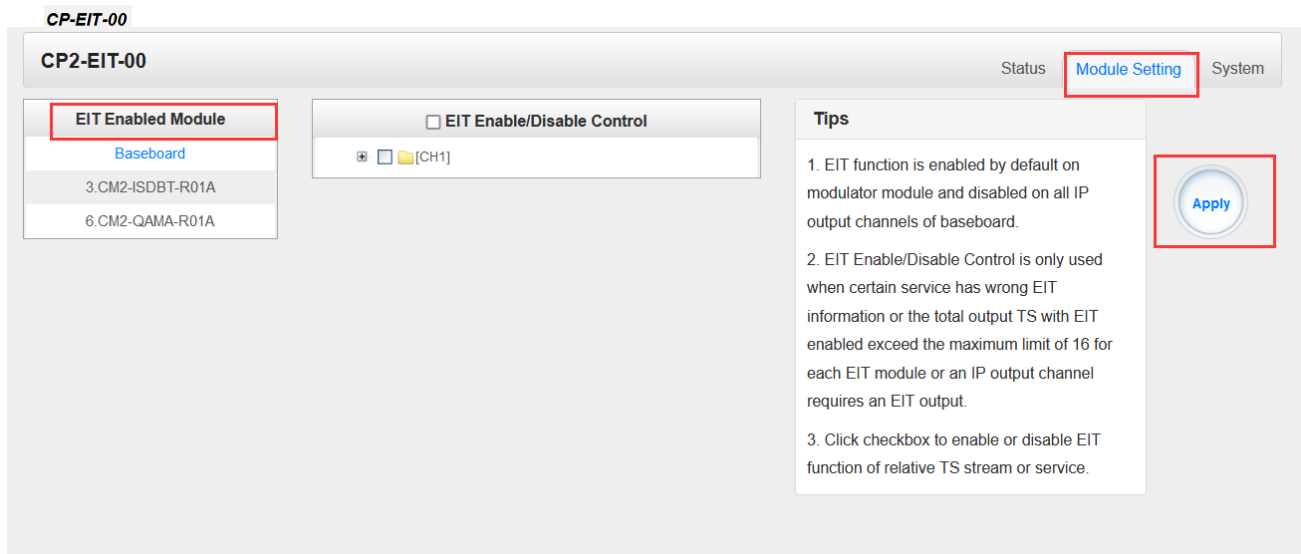 CP-EIT-00
CP2-EIT-00
Status Module Setting System
EIT Enabled Module
Baseboard
3.CM2-ISDBT-R01A
6.CM2-QAMA-R01A
EIT Enable/Disable Control
[CH1]
Tips
1. EIT function is enabled by default on
modulator module and disabled on all IP
output channels of baseboard.
2. EIT Enable/Disable Control is only used
when certain service has wrong EIT
information or the total output TS with EIT
enabled exceed the maximum limit of 16 for
each EIT module or an IP output channel
requires an EIT output.
3. Click checkbox to enable or disable EIT
function of relative TS stream or service.
Apply